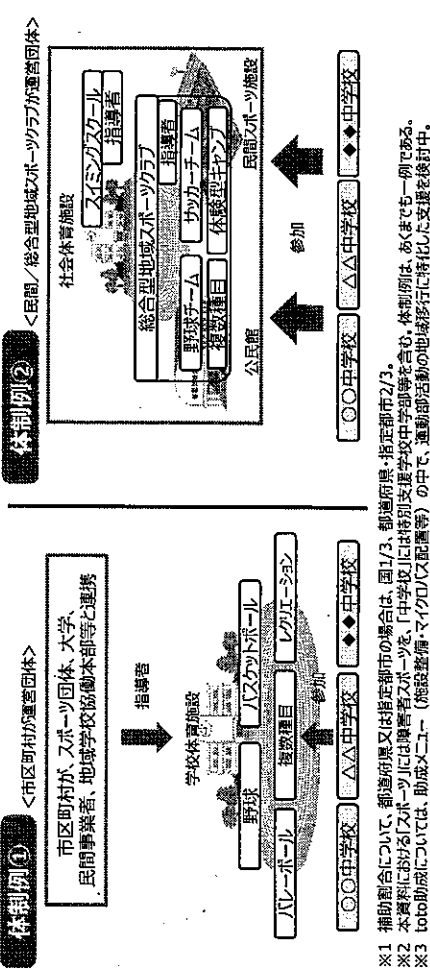 体制例①
<市区町村が運営団体>
市区町村が、スポーツ団体、大学、
民間事業者、地域学校協働本部等と連携
指導者
学校体育施設
野球
バスケットボール
バレーボール
複数種目
レクリエーション
参加
○○中学校
△△中学校
◆◆中学校
体制例②
<民間/総合型地域スポーツクラブが運営団体>
社会体育施設
スイミングスクール
指導者
総合型地域スポーツクラブ
指導者
野球チーム
サッカーチーム
複数種目
体験型キャンプ
公民館
民間スポーツ施設
参加
○○中学校
△△中学校
◆◆中学校
※1 補助割合について、都道府県又は指定都市の場合は、国1/3、都道府県・指定都市2/3。
※2 本資料における「スポーツ」には障害者スポーツを、「中学校」には特別支援学校中学部等を含む。体制例は、あくまでも一例である。
※3 toto助成については、助成メニュー(施設整備・マイクロバス配置等)の中で、運動部活動の地域移行に特化した支援を検討中。